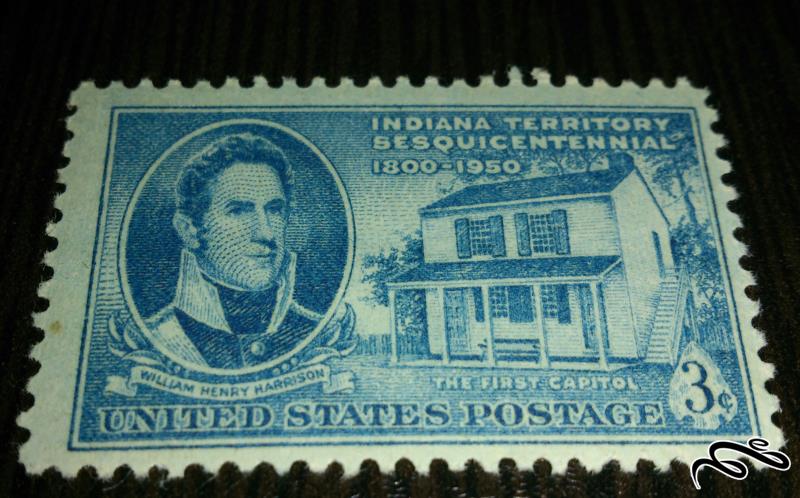 INDIANA TERRITORY
SESQUICENTENNIAL
1800-1950
WILLIAM HENRY HARRISON
THE FIRST CAPITOL
UNITED STATES POSTAGE 3¢